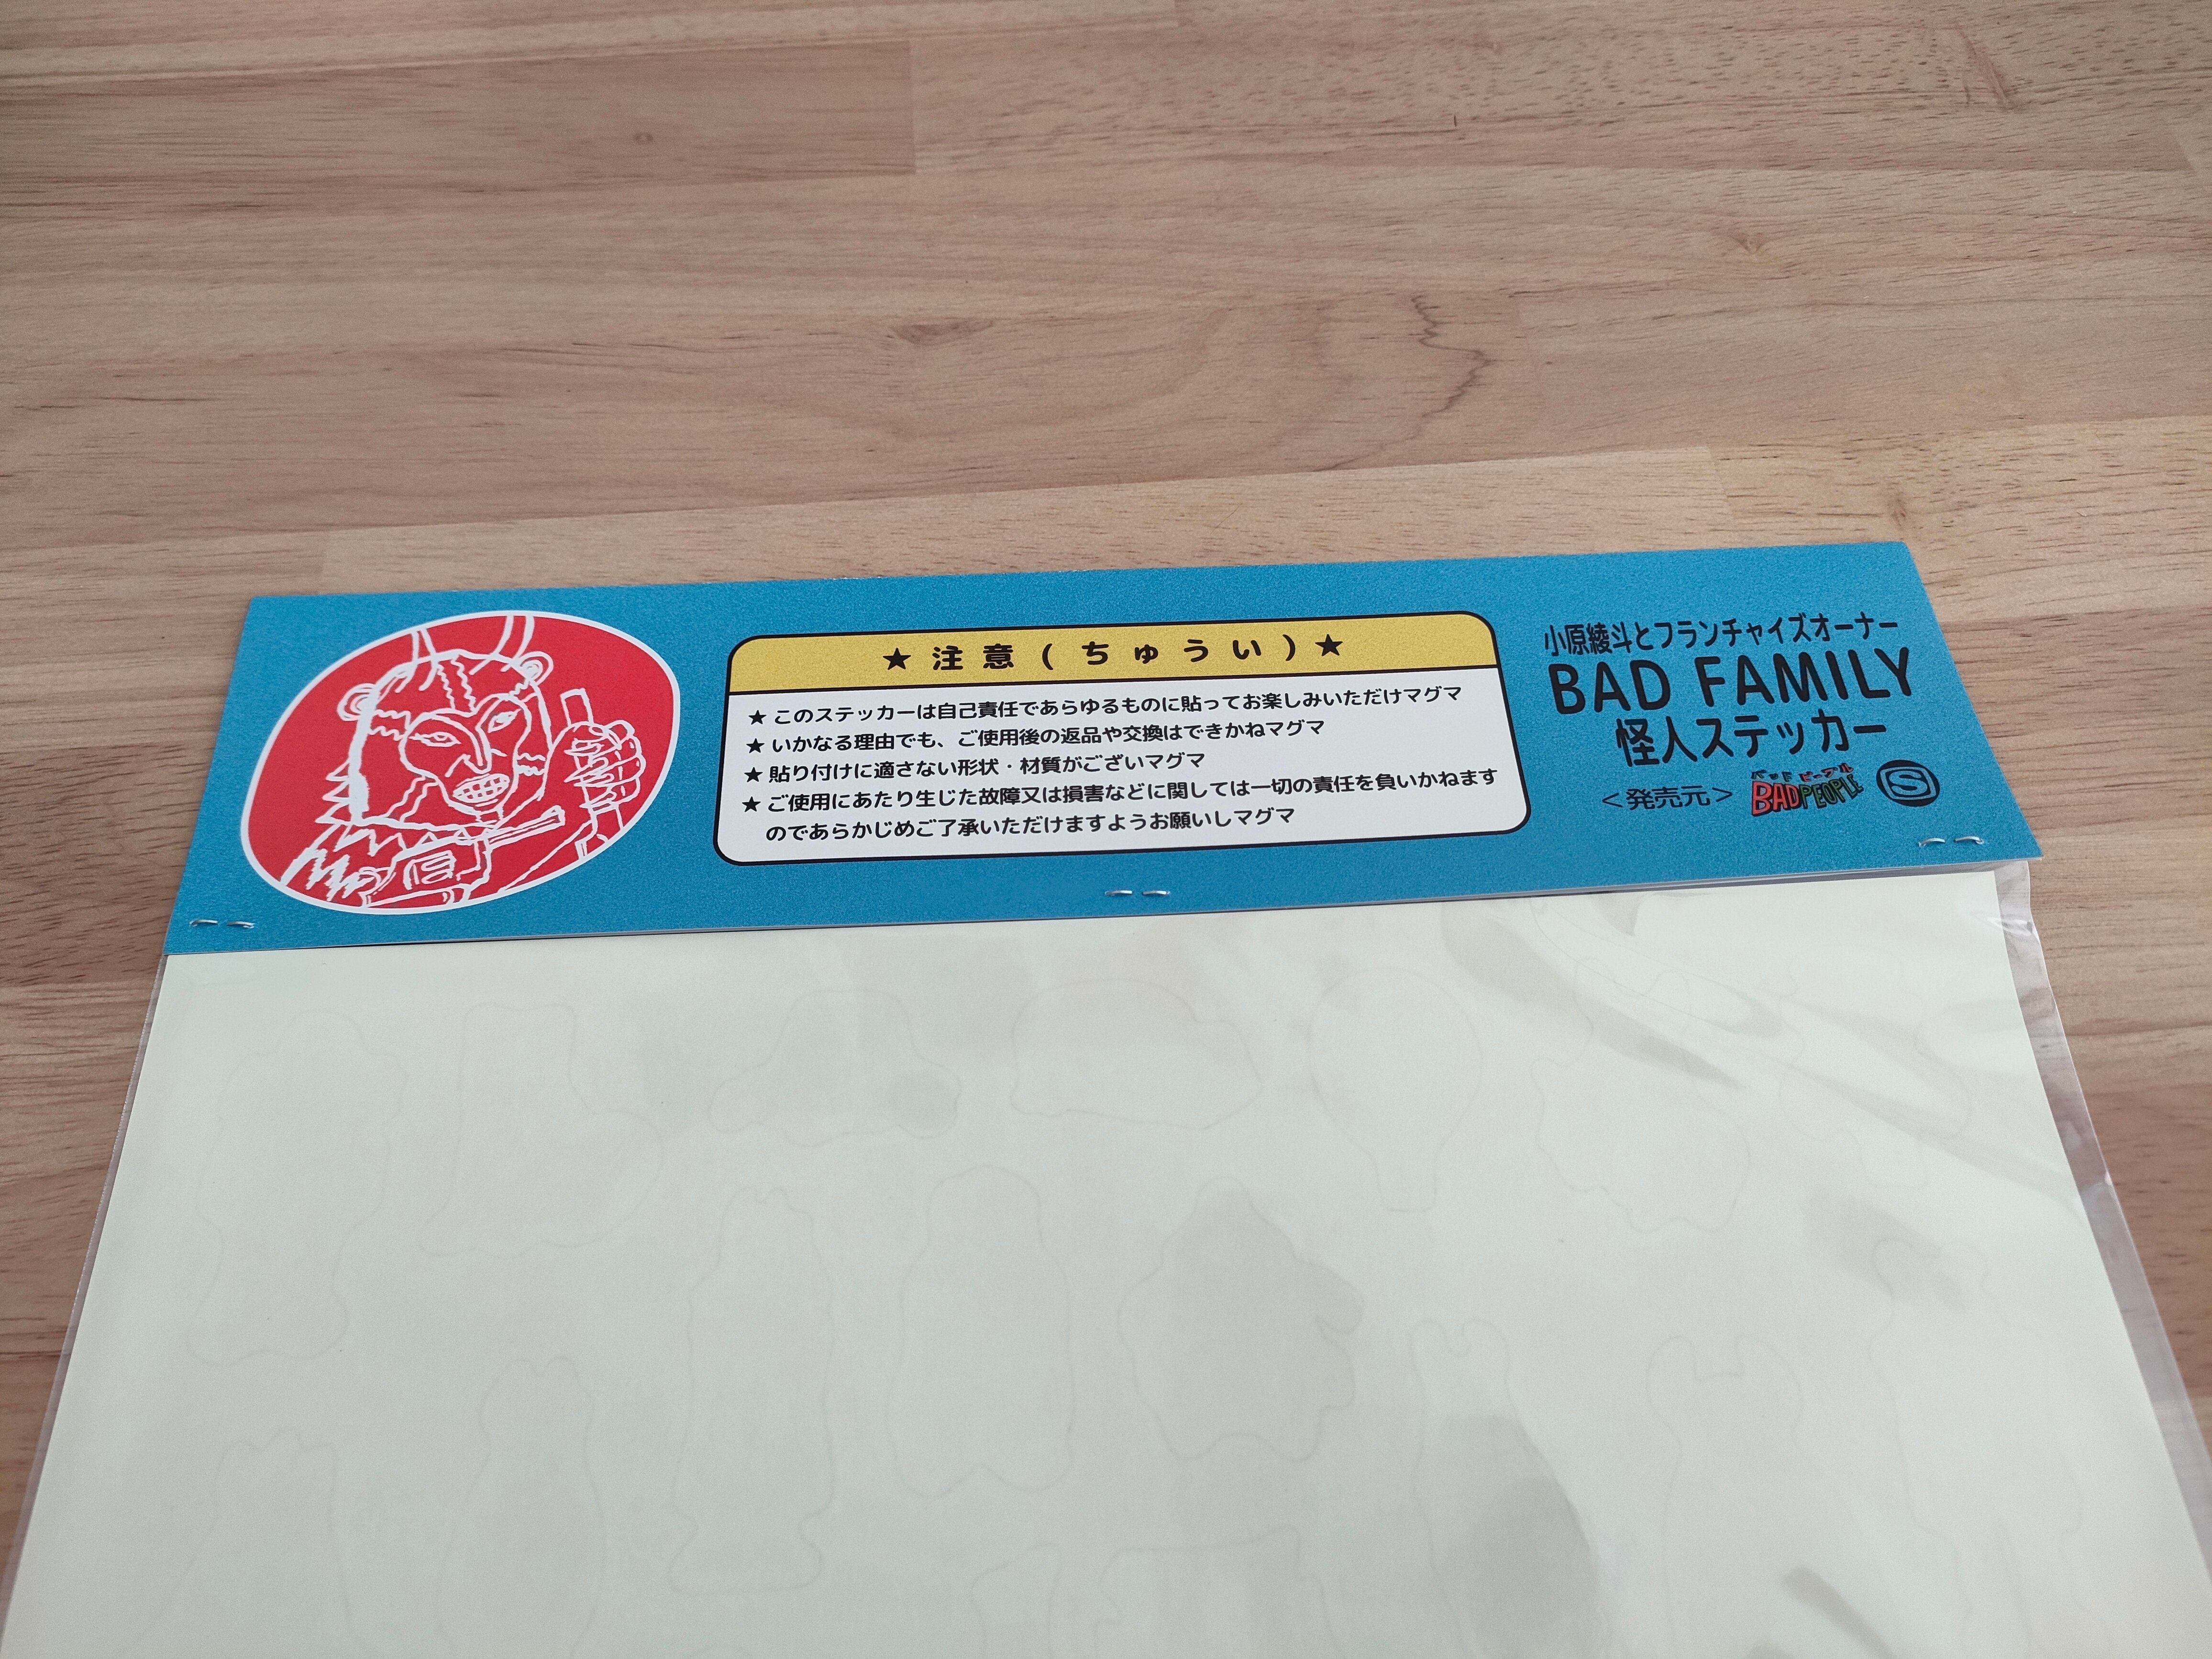 ★ 注意(ちゅうい)★
★ このステッカーは自己責任であらゆるものに貼ってお楽しみいただけマグマ
★ いかなる理由でも、ご使用後の返品や交換はできかねマグマ
★ 貼り付けに適さない形状・材質がございマグマ
★ ご使用にあたり生じた故障又は損害などに関しては一切の責任を負いかねます
のであらかじめご了承いただけますようお願いしマグマ
小原綾斗とフランチャイズオーナー
BAD FAMILY
怪人ステッカー
バッド ピープル
<発売元> BADPEOPLE S